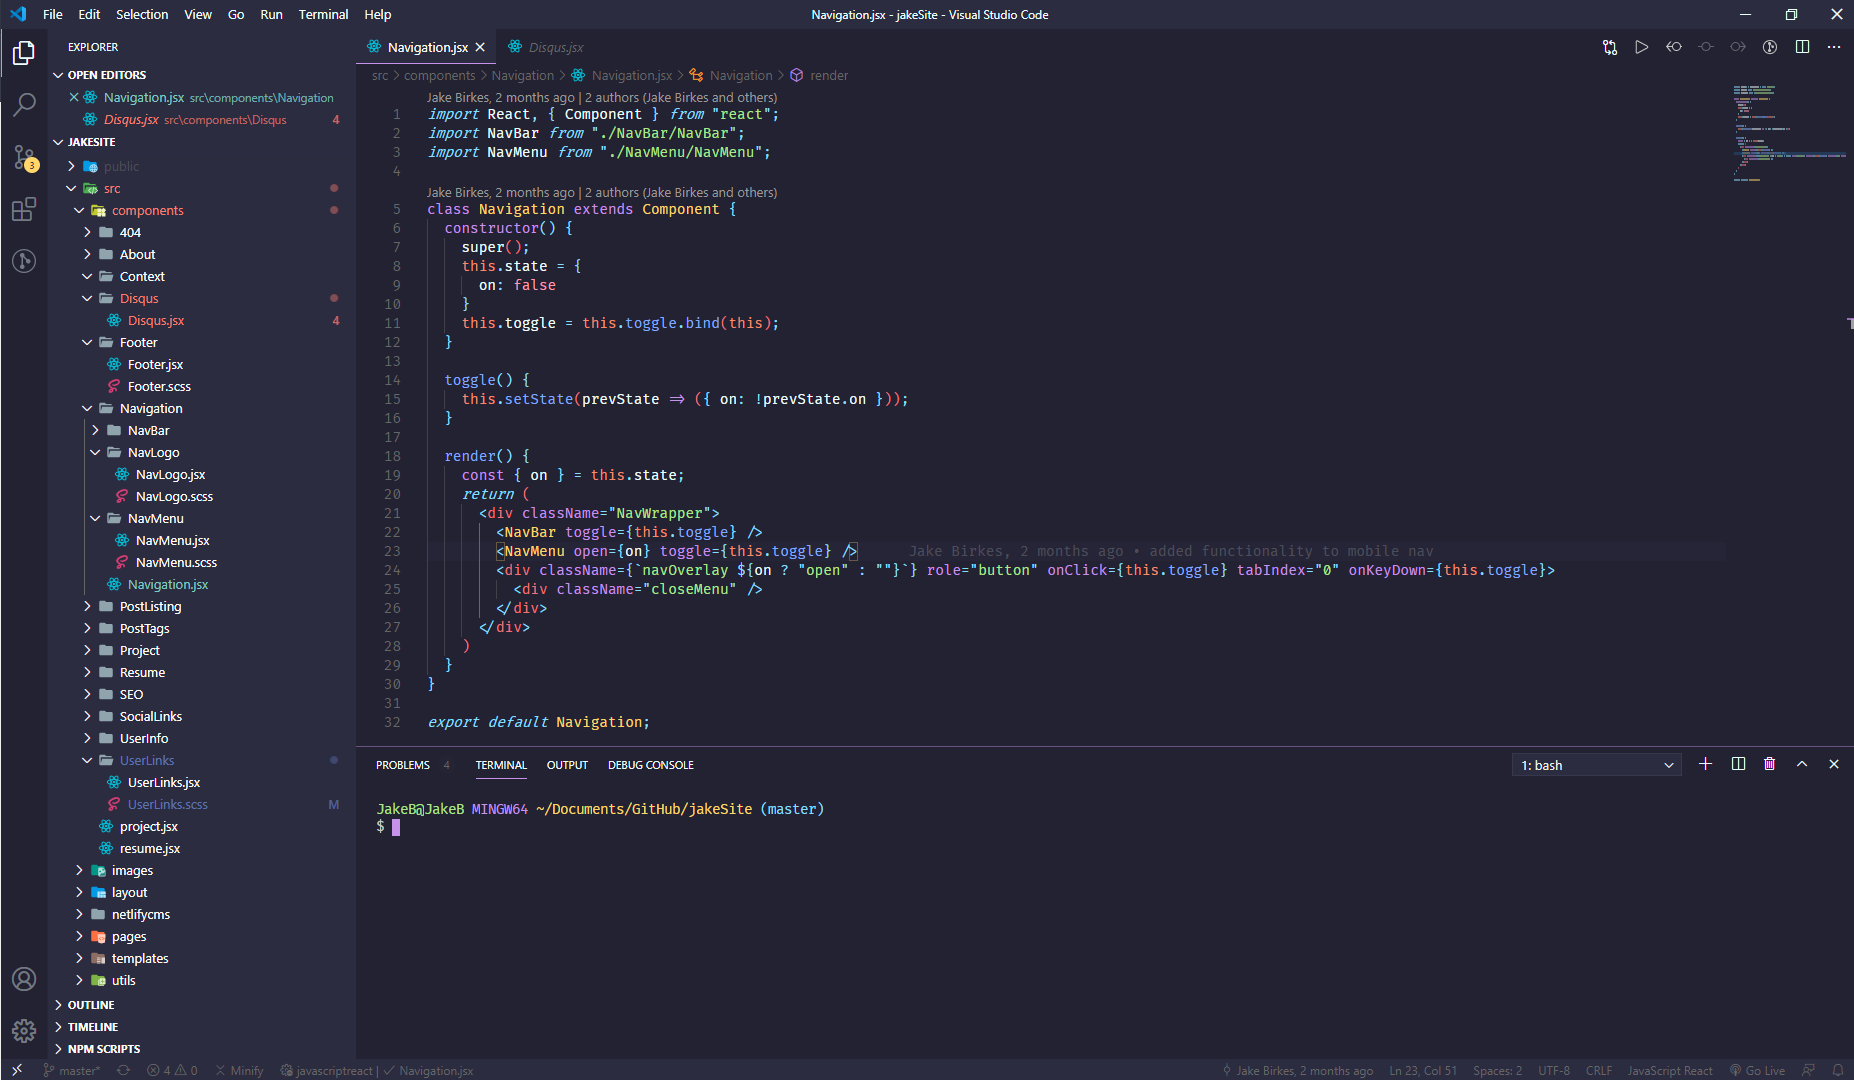 File Edit Selection View Go Run Terminal Help
Navigation.jsx - jakeSite - Visual Studio Code
EXPLORER
OPEN EDITORS
Navigation.jsx src\components\Navigation
Disqus.jsx src\components\Disqus 4
JAKESITE
public
src
components
404
About
Context
Disqus
Disqus.jsx 4
Footer
Footer.jsx
Footer.scss
Navigation
NavBar
NavLogo
NavLogo.jsx
NavLogo.scss
NavMenu
NavMenu.jsx
NavMenu.scss
Navigation.jsx
PostListing
PostTags
Project
Resume
SEO
SocialLinks
UserInfo
UserLinks
UserLinks.jsx
UserLinks.scss M
project.jsx
resume.jsx
images
layout
netlifycms
pages
templates
utils
OUTLINE
TIMELINE
NPM SCRIPTS
3
Navigation.jsx Disqus.jsx
src > components > Navigation > Navigation.jsx > Navigation > render
Jake Birkes, 2 months ago | 2 authors (Jake Birkes and others)
1 import React, { Component } from "react";
2 import NavBar from "./NavBar/NavBar";
3 import NavMenu from "./NavMenu/NavMenu";
4
Jake Birkes, 2 months ago | 2 authors (Jake Birkes and others)
5 class Navigation extends Component {
6 constructor() {
7 super();
8 this.state = {
9 on: false
10 }
11 this.toggle = this.toggle.bind(this);
12 }
13
14 toggle() {
15 this.setState(prevState => ({ on: !prevState.on }));
16 }
17
18 render() {
19 const { on } = this.state;
20 return (
21 <div className="NavWrapper">
22 <NavBar toggle={this.toggle} />
23 <NavMenu open={on} toggle={this.toggle} /> Jake Birkes, 2 months ago • added functionality to mobile nav
24 <div className={`navOverlay ${on ? "open" : ""}`} role="button" onClick={this.toggle} tabIndex="0" onKeyDown={this.toggle}>
25 <div className="closeMenu" />
26 </div>
27 </div>
28 )
29 }
30 }
31
32 export default Navigation;
PROBLEMS 4 TERMINAL OUTPUT DEBUG CONSOLE
1: bash
JakeB@JakeB MINGW64 ~/Documents/GitHub/jakeSite (master)
$
master* 4 0 Minify javascriptreact | Navigation.jsx
Jake Birkes, 2 months ago Ln 23, Col 51 Spaces: 2 UTF-8 CRLF JavaScript React Go Live